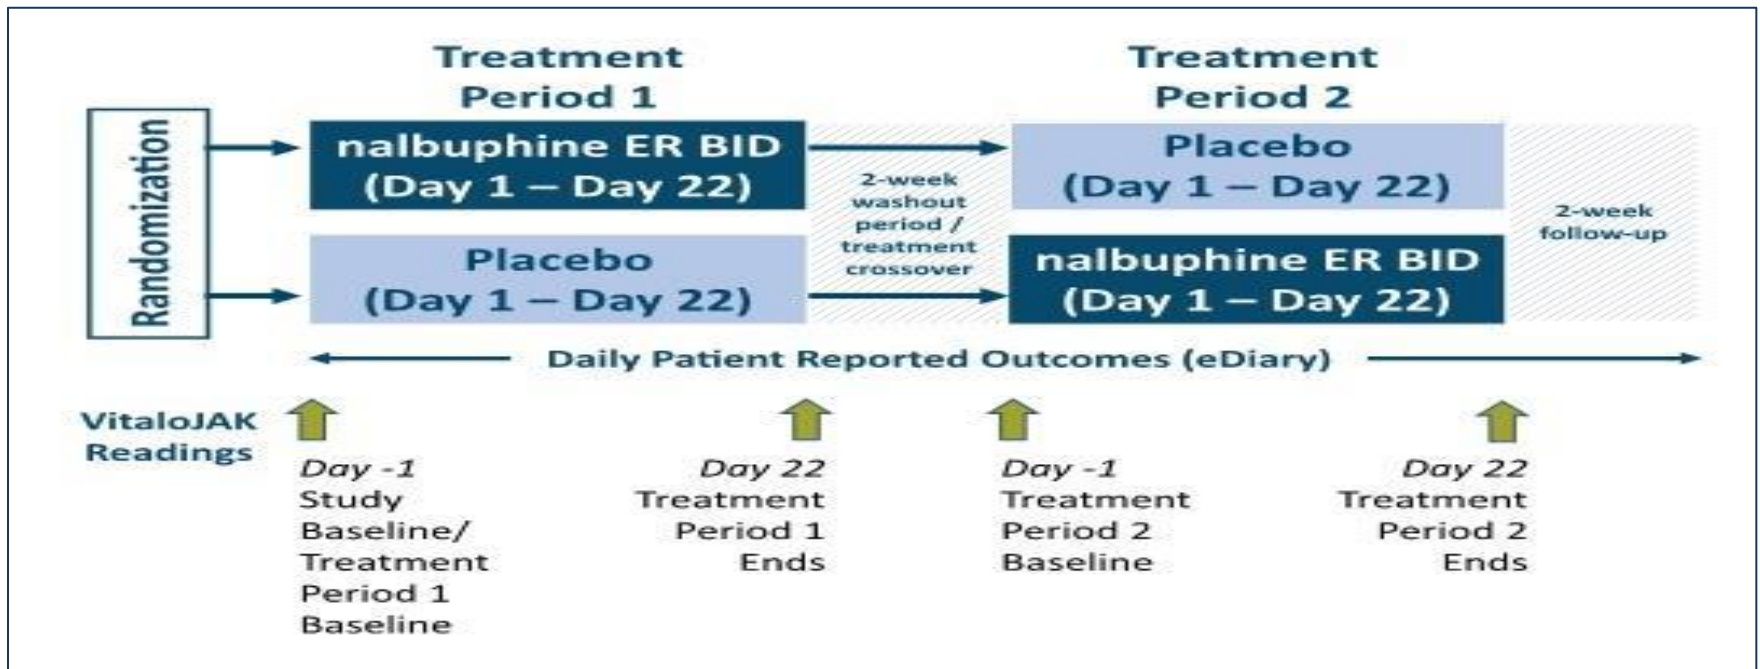 Treatment
Period 1
Treatment
Period 2
Randomization
nalbuphine ER BID
(Day 1 – Day 22)
Placebo
(Day 1 – Day 22)
2-week
washout
period /
treatment
crossover
Placebo
(Day 1 – Day 22)
nalbuphine ER BID
(Day 1 – Day 22)
2-week
follow-up
Daily Patient Reported Outcomes (eDiary)
VitaloJAK
Readings
Day -1
Study
Baseline/
Treatment
Period 1
Baseline
Day 22
Treatment
Period 1
Ends
Day -1
Treatment
Period 2
Baseline
Day 22
Treatment
Period 2
Ends